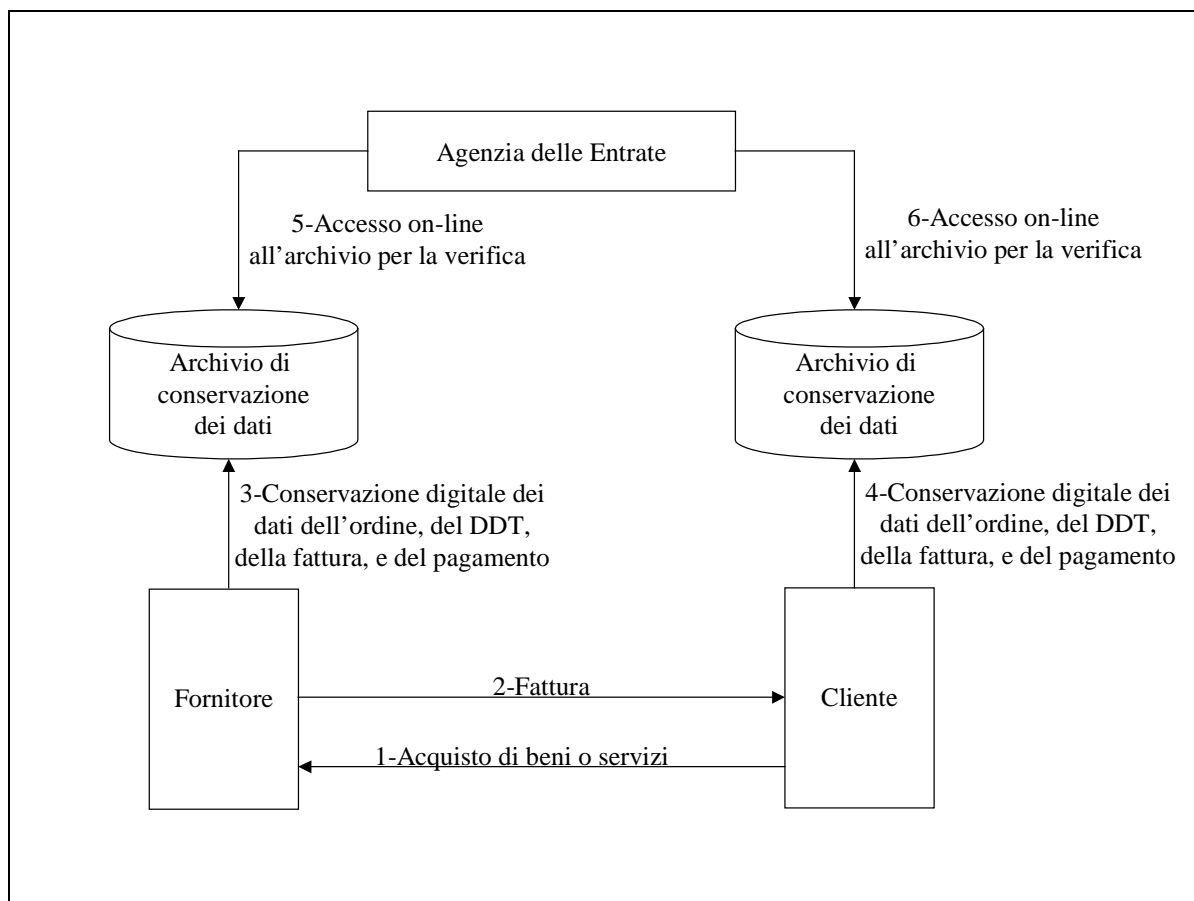 Agenzia delle Entrate
5-Accesso on-line
all’archivio per la verifica
6-Accesso on-line
all’archivio per la verifica
Archivio di
conservazione
dei dati
Archivio di
conservazione
dei dati
3-Conservazione digitale dei
dati dell’ordine, del DDT,
della fattura, e del pagamento
4-Conservazione digitale dei
dati dell’ordine, del DDT,
della fattura, e del pagamento
Fornitore
2-Fattura
Cliente
1-Acquisto di beni o servizi